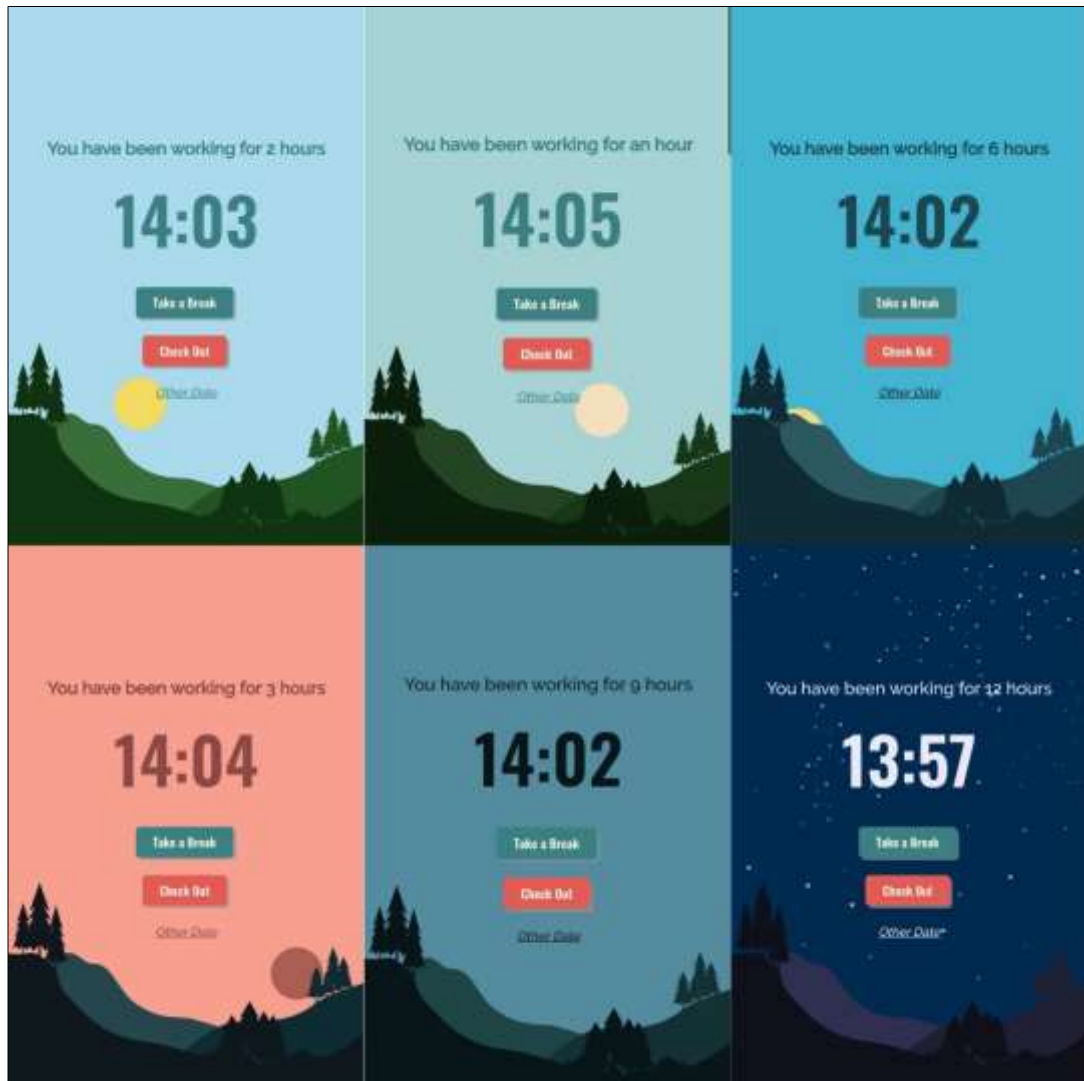 You have been working for 2 hours
14:03
Take a Break
Check Out
Other Date
You have been working for an hour
14:05
Take a Break
Check Out
Other Date
You have been working for 6 hours
14:02
Take a Break
Check Out
Other Date
You have been working for 3 hours
14:04
Take a Break
Check Out
Other Date
You have been working for 9 hours
14:02
Take a Break
Check Out
Other Date
You have been working for 12 hours
13:57
Take a Break
Check Out
Other Date